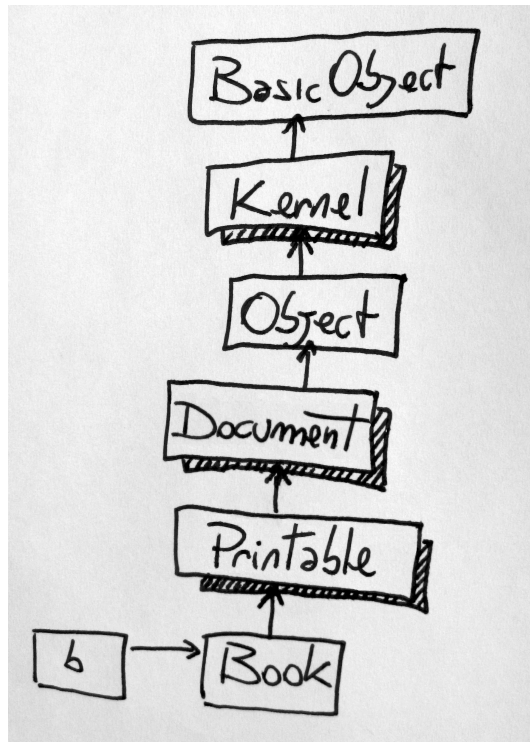 BasicObject
Kernel
Object
Document
Printable
b
Book